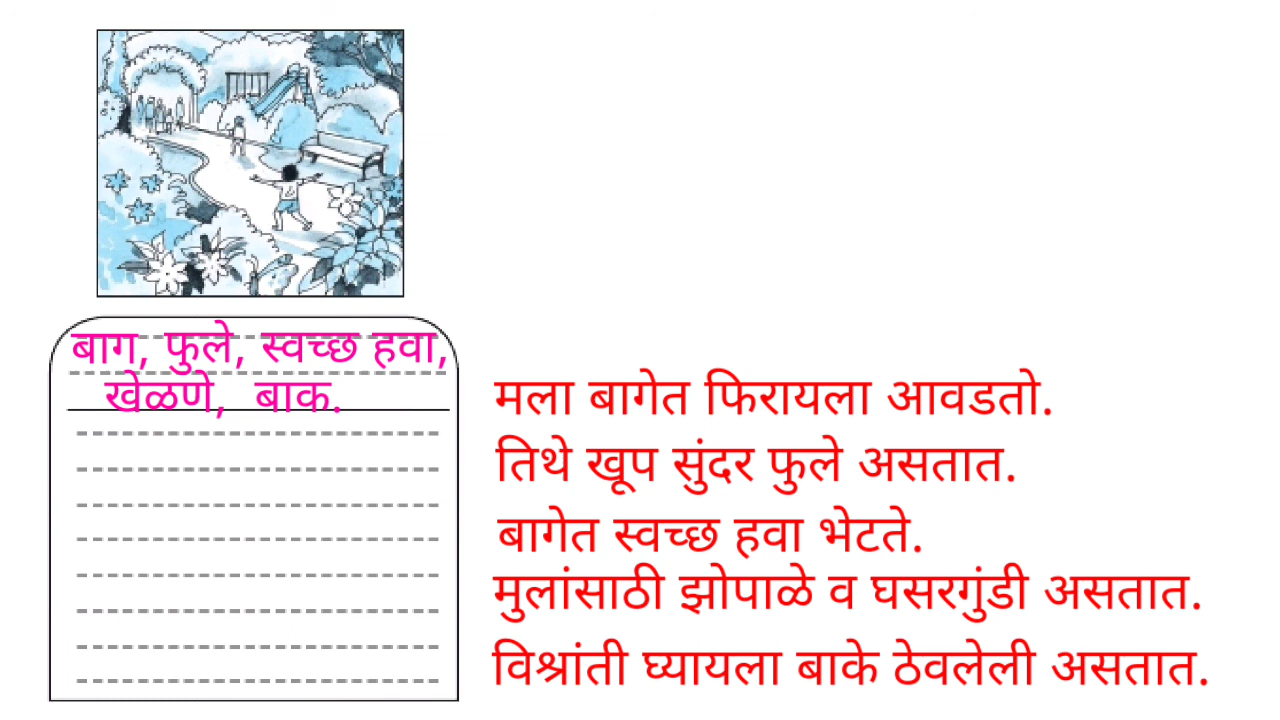 बाग, फुले, स्वच्छ हवा,
खेळणे, बाक.
मला बागेत फिरायला आवडतो.
तिथे खूप सुंदर फुले असतात.
बागेत स्वच्छ हवा भेटते.
मुलांसाठी झोपाळे व घसरगुंडी असतात.
विश्रांती घ्यायला बाके ठेवलेली असतात.